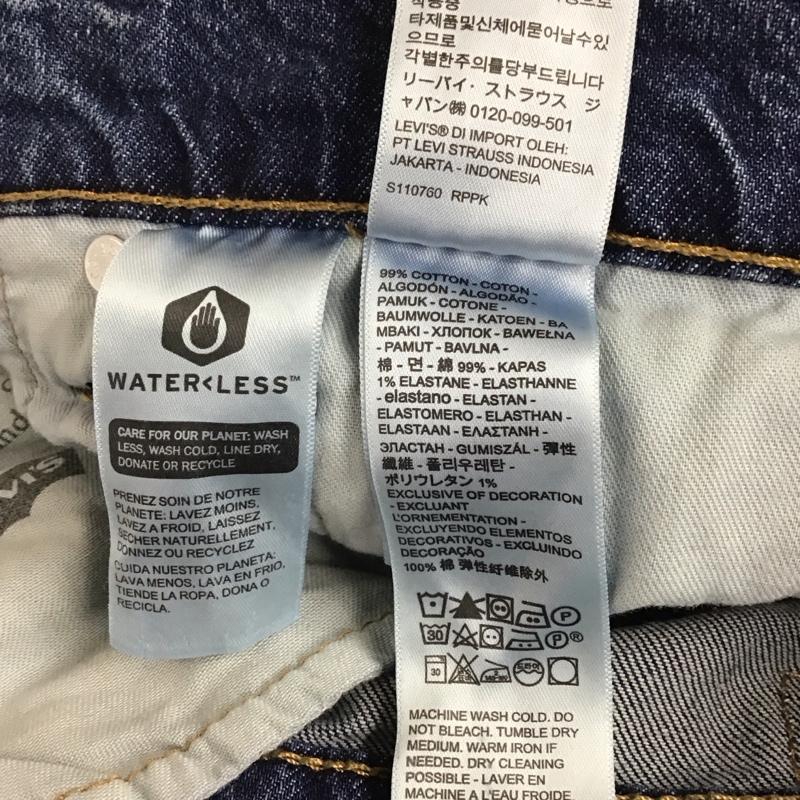 타제품및신체에묻어날수있
으므로
각별한주의를당부드립니다
リーバイ・ ストラウス ジ
ャパン㈱ 0120-099-501
LEVI'S® DI IMPORT OLEH:
PT LEVI STRAUSS INDONESIA
JAKARTA - INDONESIA
S110760 RPPK
WATER<LESS™
CARE FOR OUR PLANET: WASH
LESS, WASH COLD, LINE DRY,
DONATE OR RECYCLE
PRENEZ SOIN DE NOTRE
PLANETE: LAVEZ MOINS,
LAVEZ A FROID, LAISSEZ
SECHER NATURELLEMENT,
DONNEZ OU RECYCLEZ
CUIDA NUESTRO PLANETA:
LAVA MENOS, LAVA EN FRIO,
TIENDE LA ROPA, DONA O
RECICLA.
99% COTTON - COTON -
ALGODÓN - ALGODÃO -
PAMUK - COTONE -
BAUMWOLLE - KATOEN - BA
MBAKI - ХЛОПОК - BAWEŁNA
- PAMUT - BAVLNA -
棉 - 면 - 綿 99% - KAPAS
1% ELASTANE - ELASTHANNE
- elastano - ELASTAN -
ELASTOMERO - ELASTHAN -
ELASTAAN - ΕΛΑΣΤΑΝΗ -
ЭЛАСТАН - GUMISZÁL - 彈性
纖維 - 폴리우레탄 -
ポリウレタン 1%
EXCLUSIVE OF DECORATION
- EXCLUANT
L'ORNEMENTATION -
EXCLUYENDO ELEMENTOS
DECORATIVOS - EXCLUINDO
DECORAÇÃO
100% 棉 弹性纤维除外
P
30 P®
30 드라이
MACHINE WASH COLD. DO
NOT BLEACH. TUMBLE DRY
MEDIUM. WARM IRON IF
NEEDED. DRY CLEANING
POSSIBLE - LAVER EN
MACHINE A L'EAU FROIDE